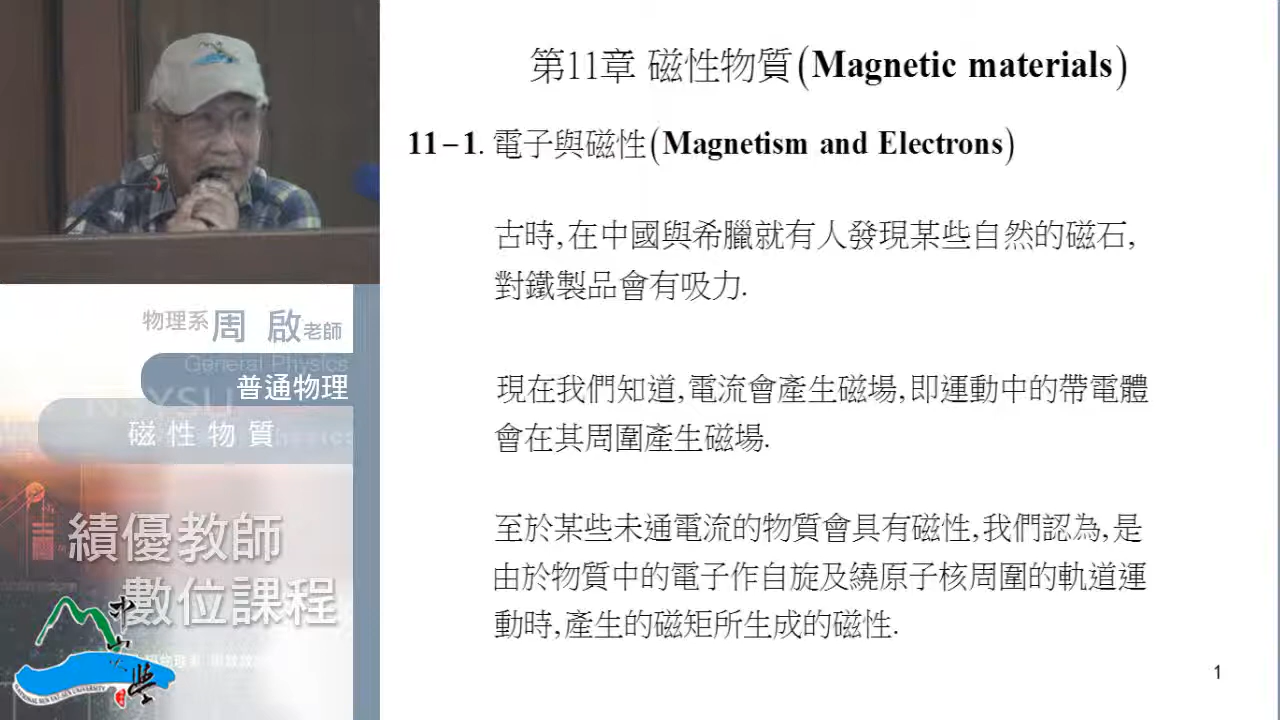 第11章 磁性物質(Magnetic materials)
11-1. 電子與磁性(Magnetism and Electrons)
古時,在中國與希臘就有人發現某些自然的磁石,
對鐵製品會有吸力.
現在我們知道,電流會產生磁場,即運動中的帶電體
會在其周圍產生磁場.
至於某些未通電流的物質會具有磁性,我們認為,是
由於物質中的電子作自旋及繞原子核周圍的軌道運
動時,產生的磁矩所生成的磁性.
1
物理系 周 啟 老師
General Physics
普通物理
磁性物質
績優教師
數位課程
NATIONAL SUN YAT-SEN UNIVERSITY